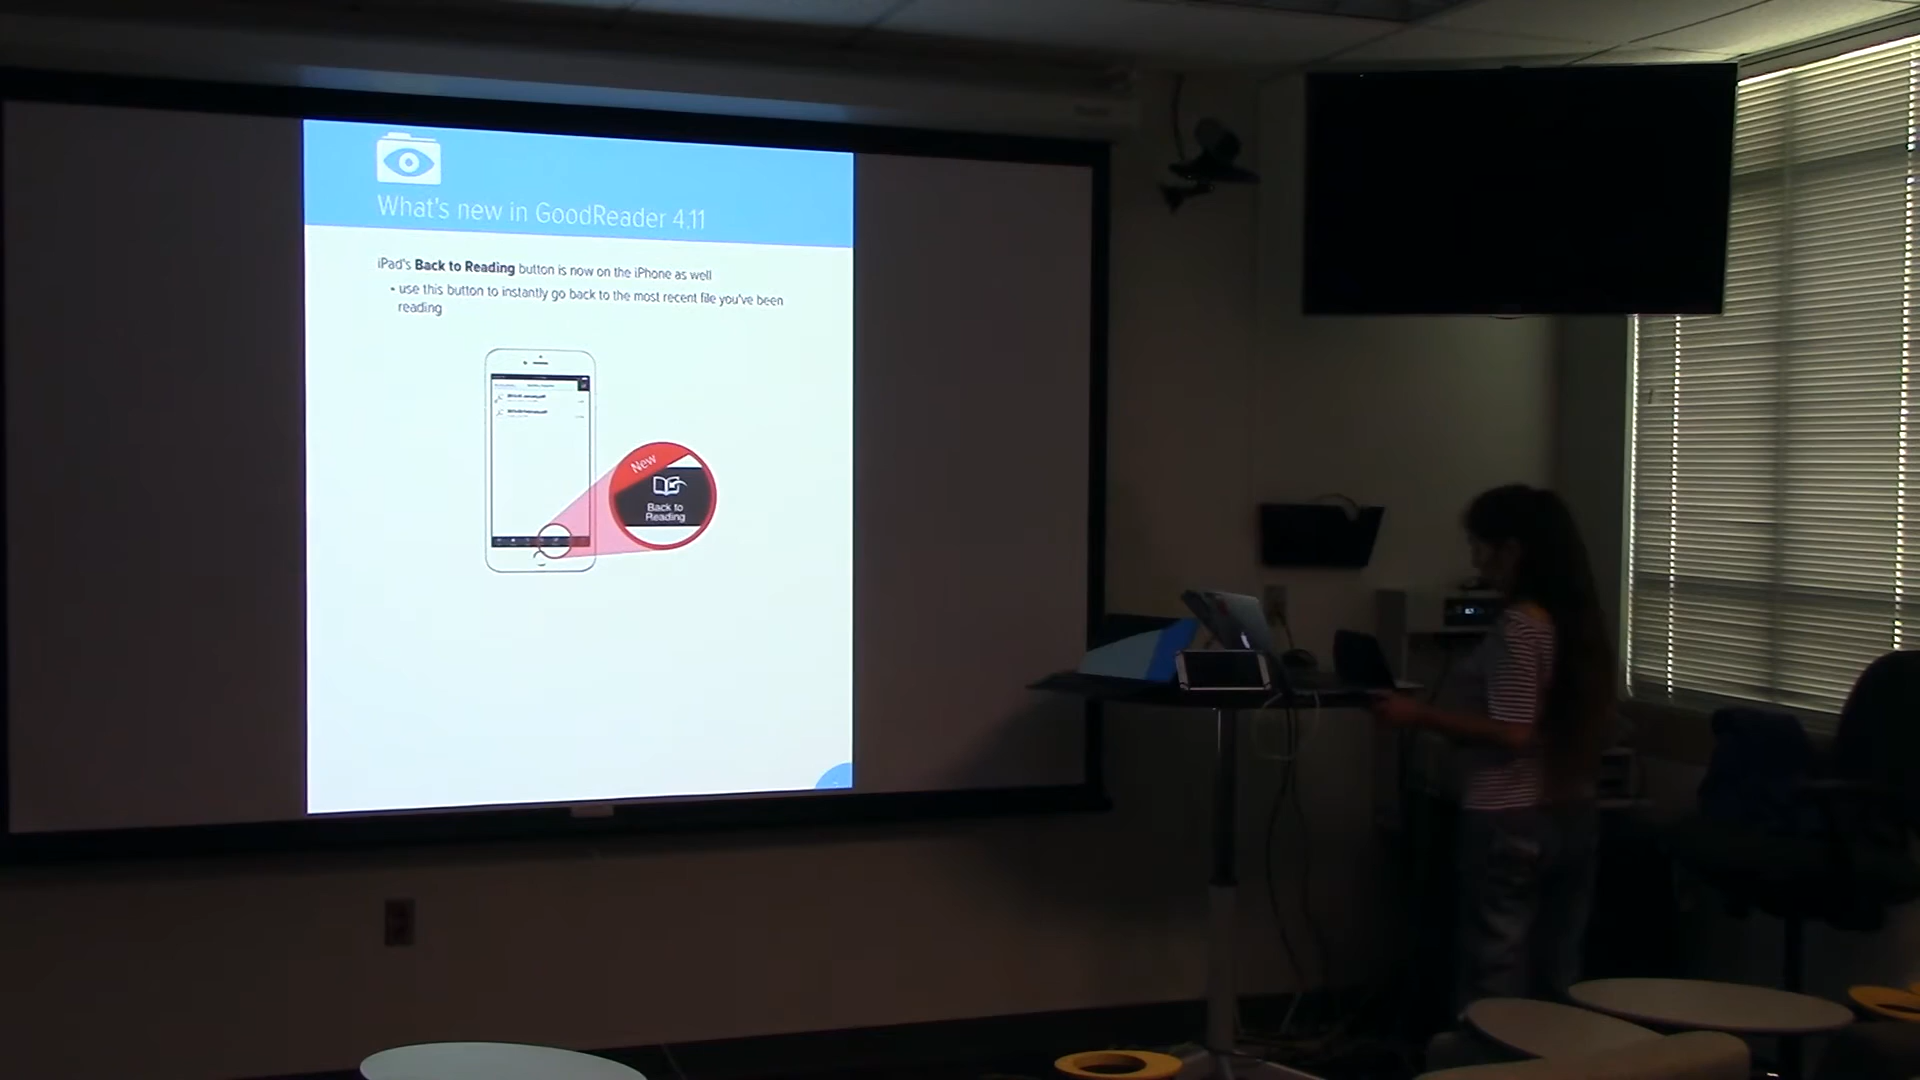 What's new in GoodReader 4.11
iPad's Back to Reading button is now on the iPhone as well
• use this button to instantly go back to the most recent file you've been
reading
New
Back to
Reading